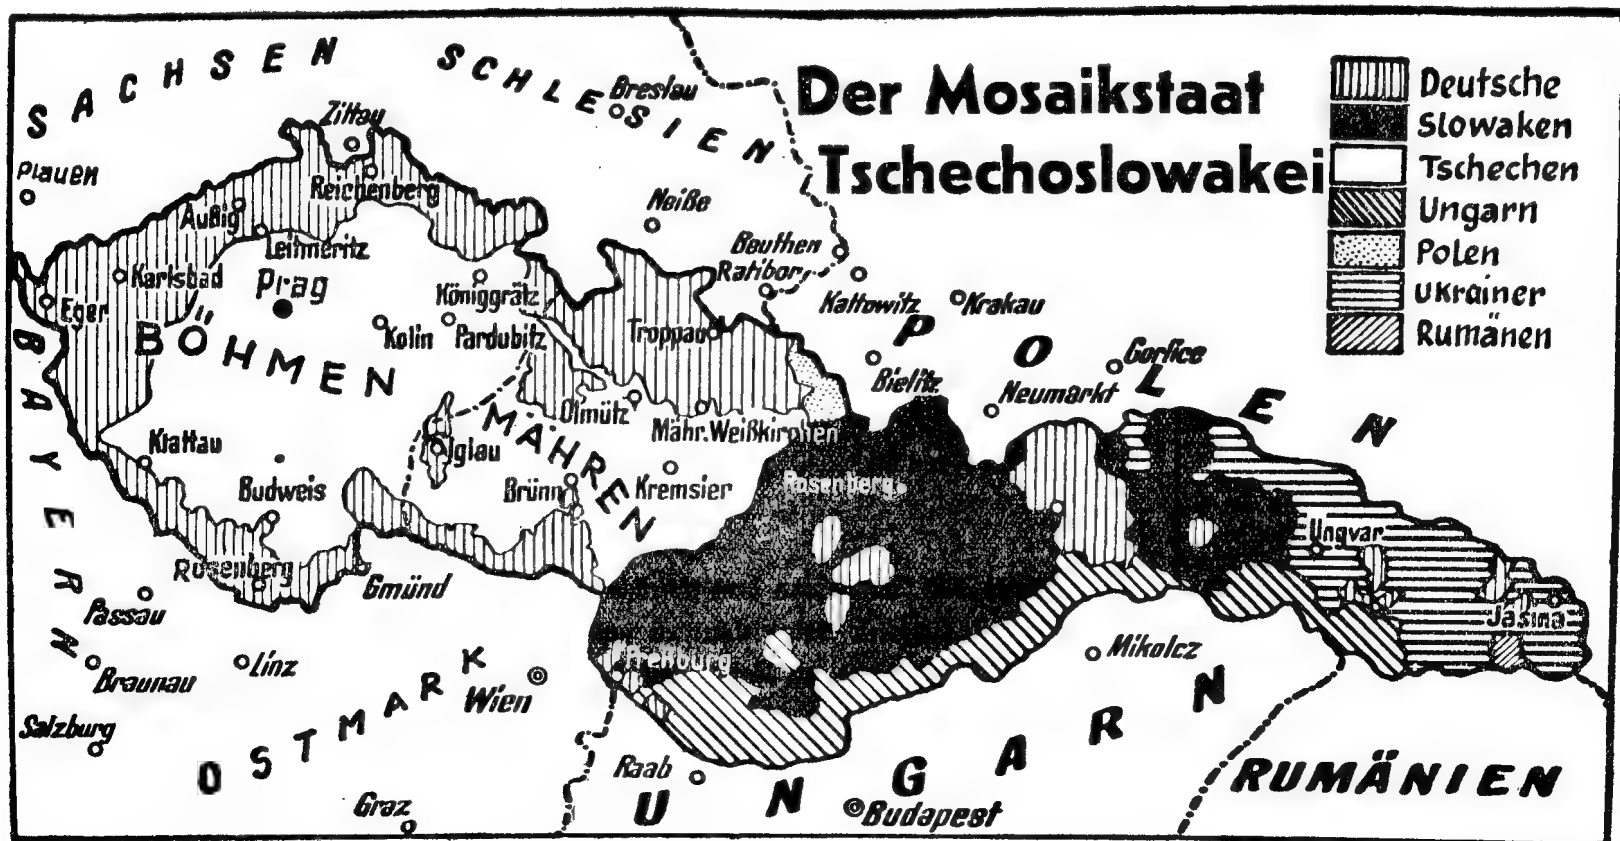 SACHSEN
SCHLESIEN
Breslau
Der Mosaikstaat
Tschechoslowakei
Deutsche
Slowaken
Tschechen
Ungarn
Polen
Ukrainer
Rumänen
Zittau
Plauen
Reichenberg
Neiße
Außig
Leitmeritz
Beuthen
Ratibor
Karlsbad
Prag
Königgrätz
Kattowitz
Krakau
Eger
BÖHMEN
Kolin
Pardubitz
Troppau
POLEN
Gorlice
Bielitz
Neumarkt
BAYERN
Klattau
Iglau
MÄHREN
Olmütz
Mähr. Weißkirchen
Budweis
Brünn
Kremsier
Rosenberg
Ungvar
Rosenberg
Gmünd
Passau
Jasina
Braunau
Linz
OSTMARK
Wien
Preßburg
Mikolcz
Salzburg
Raab
UNGARN
RUMÄNIEN
Graz
Budapest